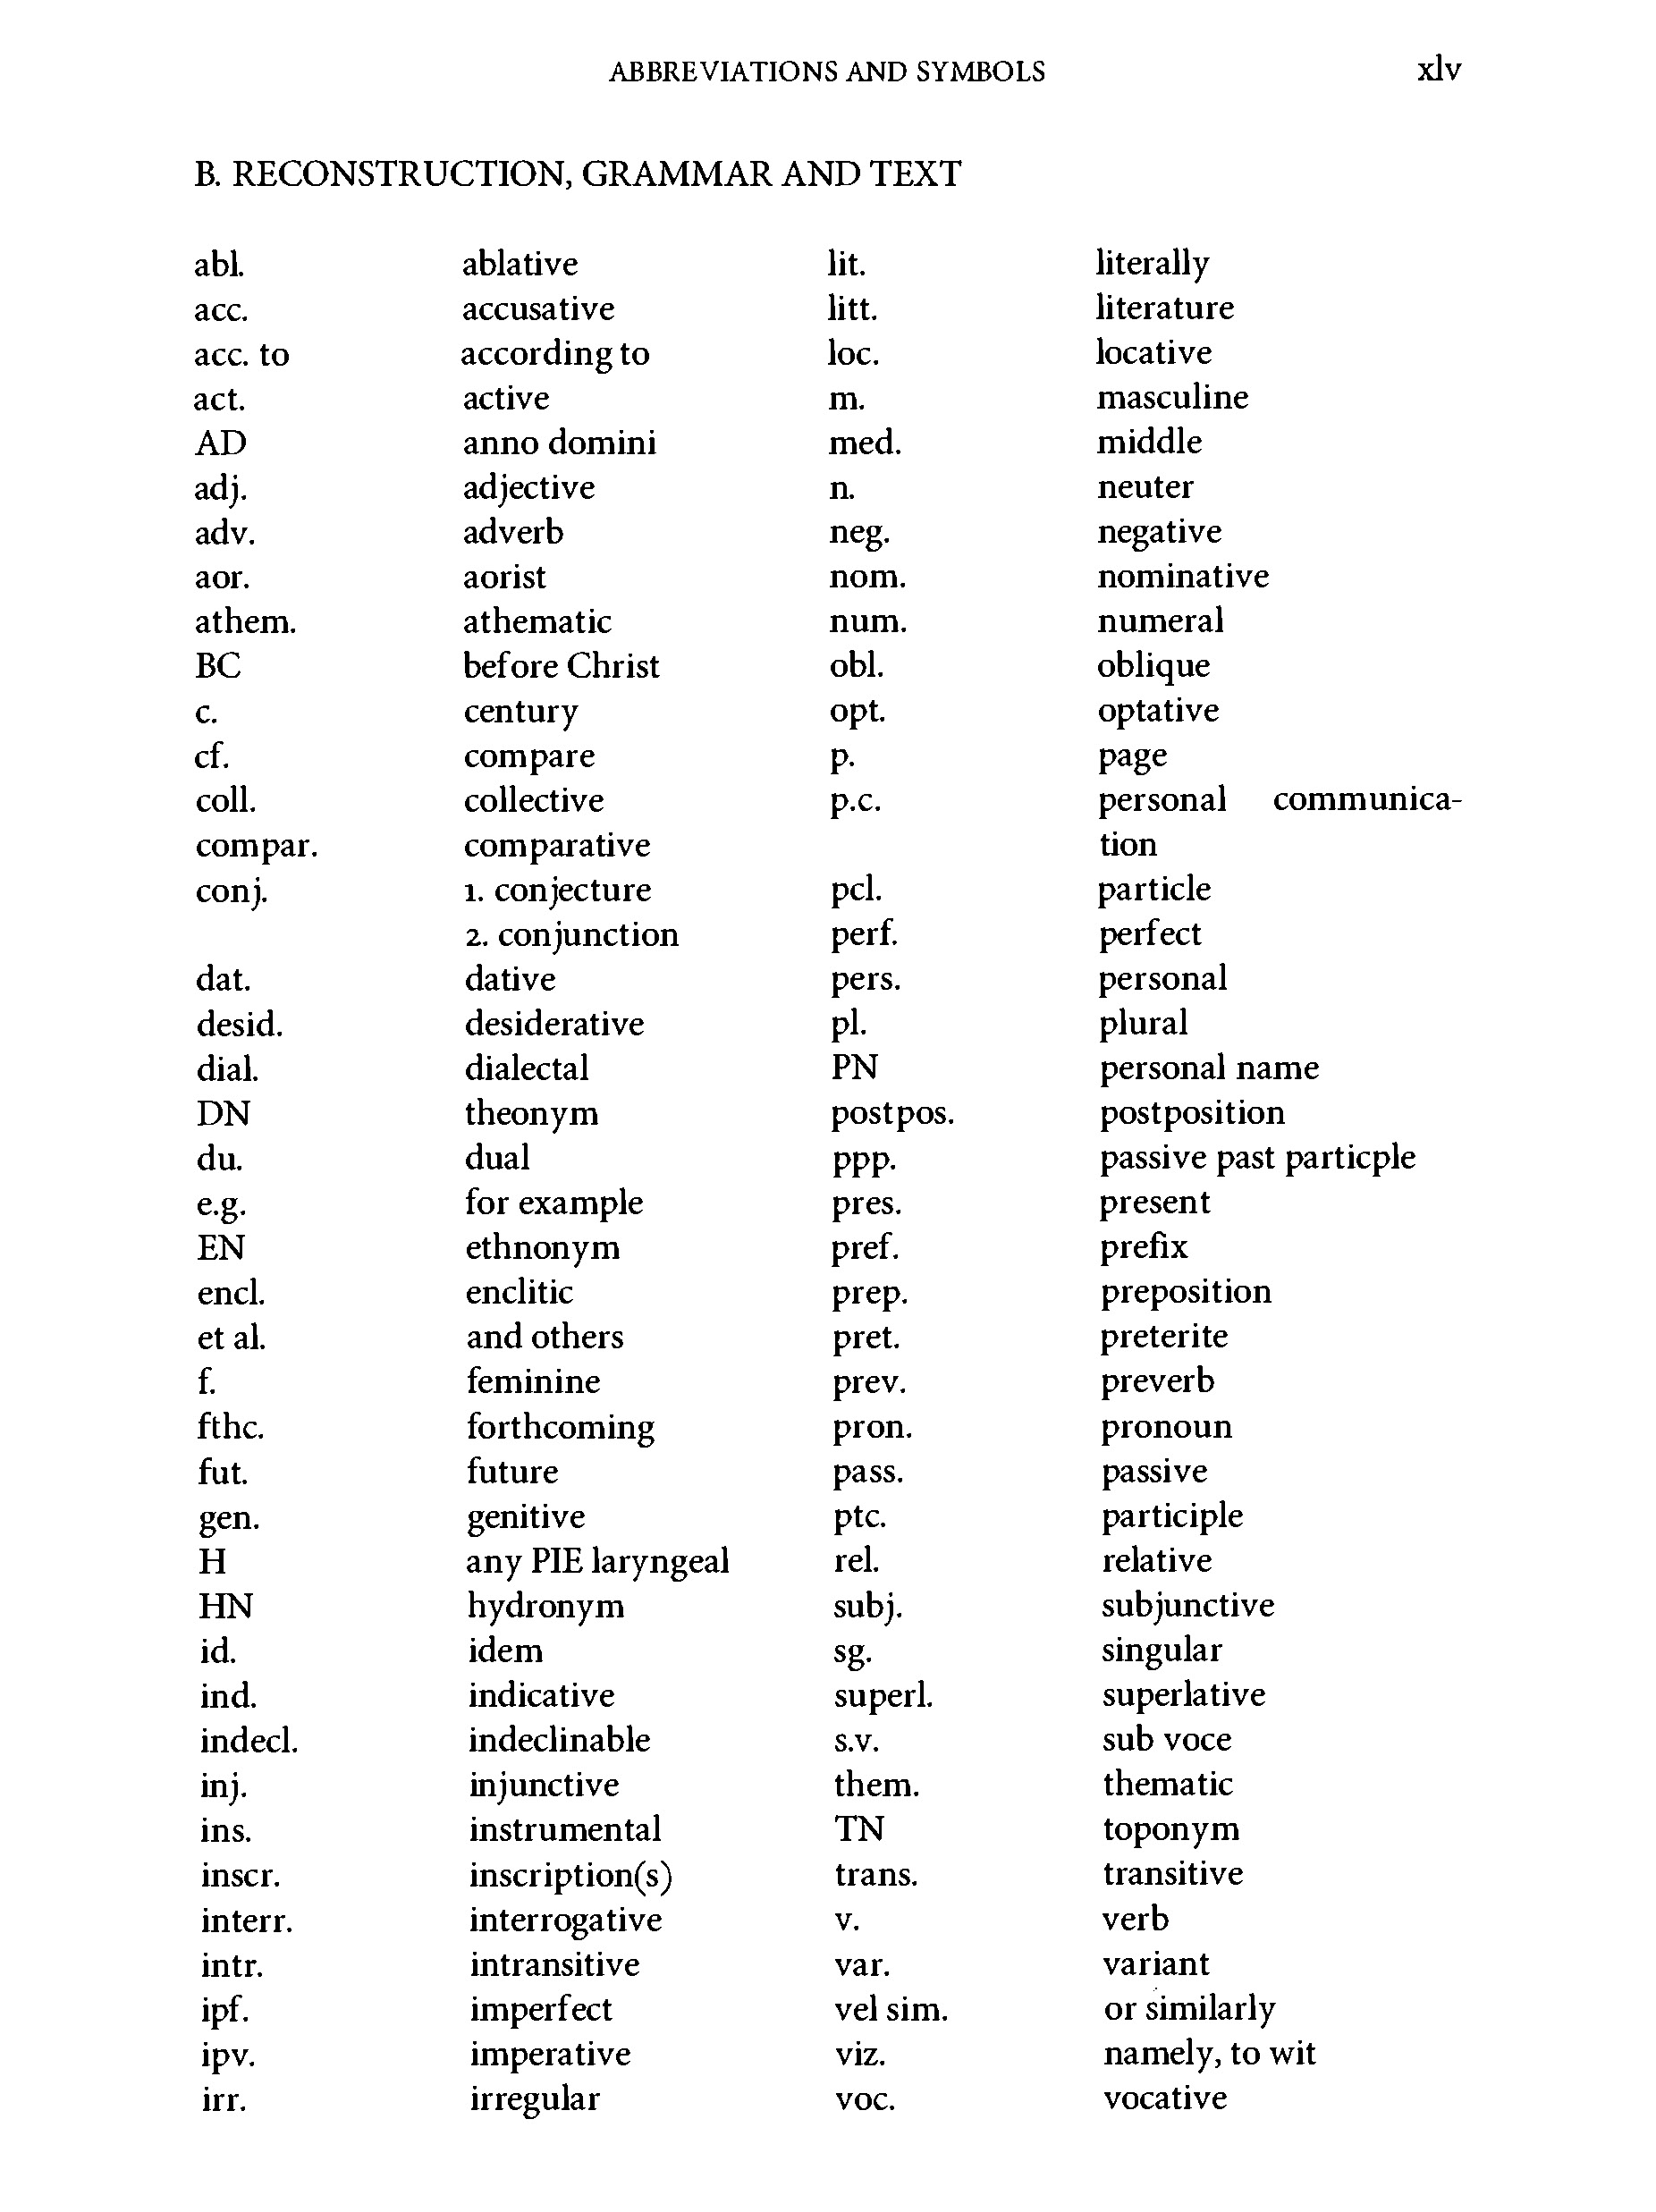 ABBREVIATIONS AND SYMBOLS xlv
B. RECONSTRUCTION, GRAMMAR AND TEXT
abl. ablative
acc. accusative
acc. to according to
act. active
AD anno domini
adj. adjective
adv. adverb
aor. aorist
athem. athematic
BC before Christ
c. century
cf. compare
coll. collective
compar. comparative
conj. 1. conjecture
2. conjunction
dat. dative
desid. desiderative
dial. dialectal
DN theonym
du. dual
e.g. for example
EN ethnonym
encl. enclitic
et al. and others
f. feminine
fthc. forthcoming
fut. future
gen. genitive
H any PIE laryngeal
HN hydronym
id. idem
ind. indicative
indecl. indeclinable
inj. injunctive
ins. instrumental
inscr. inscription(s)
interr. interrogative
intr. intransitive
ipf. imperfect
ipv. imperative
irr. irregular
lit. literally
litt. literature
loc. locative
m. masculine
med. middle
n. neuter
neg. negative
nom. nominative
num. numeral
obl. oblique
opt. optative
p. page
p.c. personal communica-
tion
pcl. particle
perf. perfect
pers. personal
pl. plural
PN personal name
postpos. postposition
ppp. passive past particple
pres. present
pref. prefix
prep. preposition
pret. preterite
prev. preverb
pron. pronoun
pass. passive
ptc. participle
rel. relative
subj. subjunctive
sg. singular
superl. superlative
s.v. sub voce
them. thematic
TN toponym
trans. transitive
v. verb
var. variant
vel sim. or similarly
viz. namely, to wit
voc. vocative